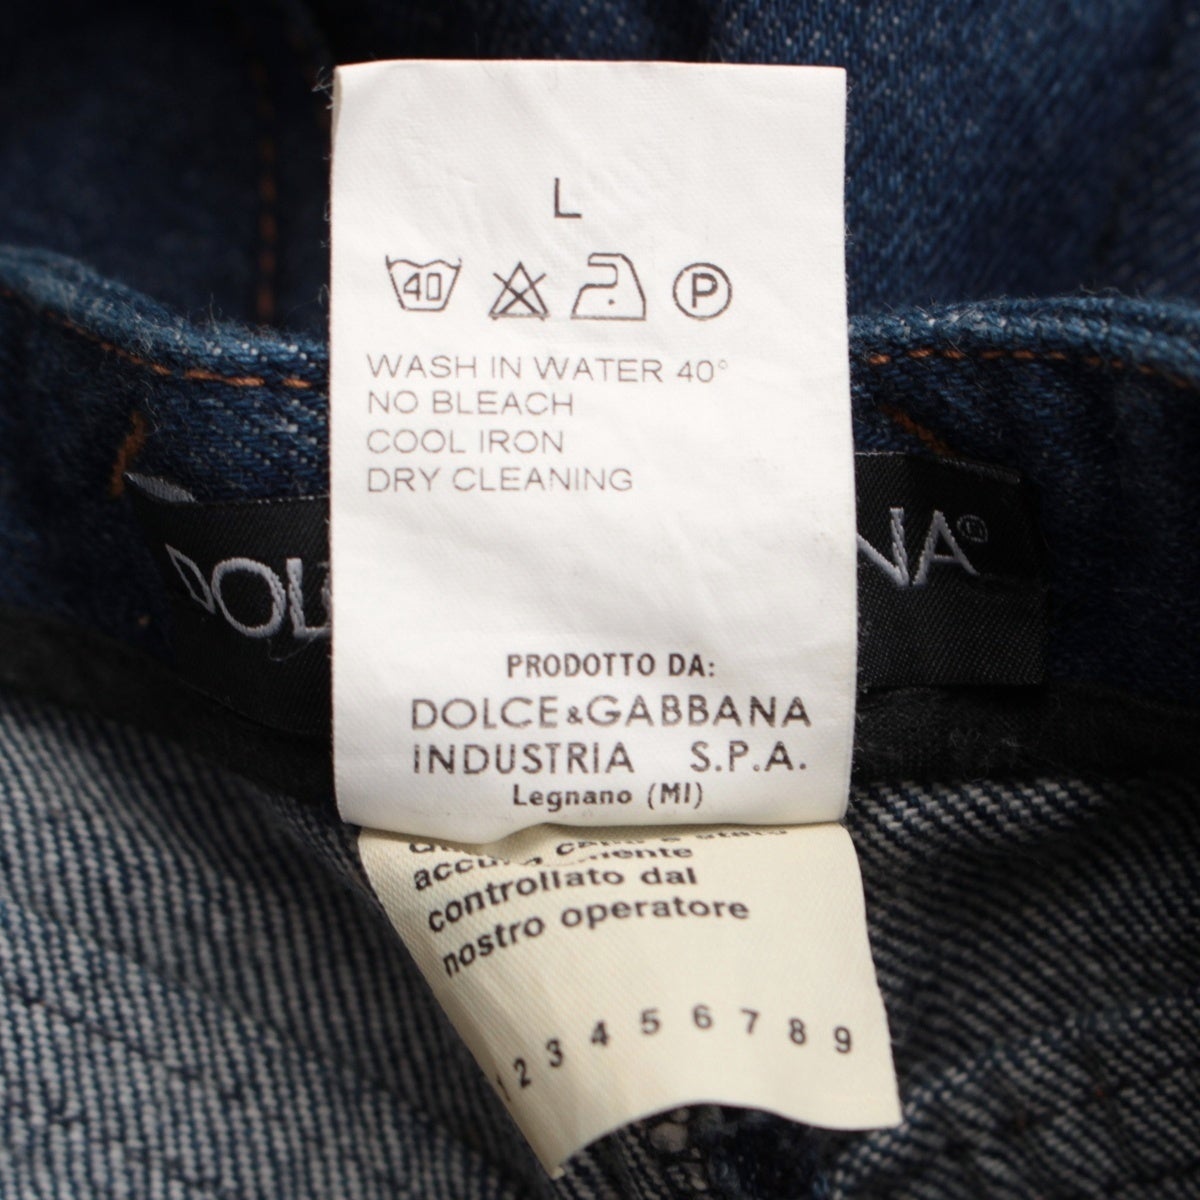 L
40 P
WASH IN WATER 40°
NO BLEACH
COOL IRON
DRY CLEANING
DOL NA®
PRODOTTO DA:
DOLCE&GABBANA
INDUSTRIA S.P.A.
Legnano (MI)
controllato dal
nostro operatore
2 3 4 5 6 7 8 9